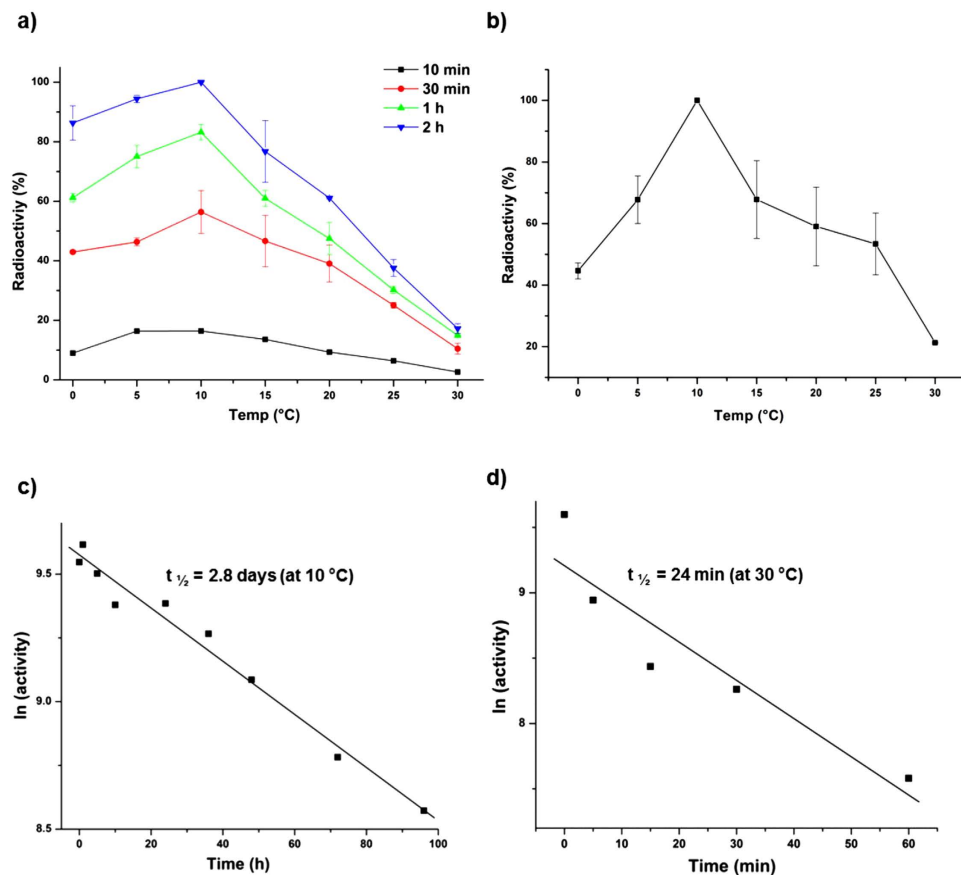 a)
10 min
30 min
1 h
2 h
100
80
60
40
20
0
Radioactiviy (%)
0 5 10 15 20 25 30
Temp (°C)
b)
100
80
60
40
20
Radioactivity (%)
0 5 10 15 20 25 30
Temp (°C)
c)
t ½ = 2.8 days (at 10 °C)
9.5
9.0
8.5
ln (activity)
0 20 40 60 80 100
Time (h)
d)
t ½ = 24 min (at 30 °C)
9
8
ln (activity)
0 10 20 30 40 50 60
Time (min)